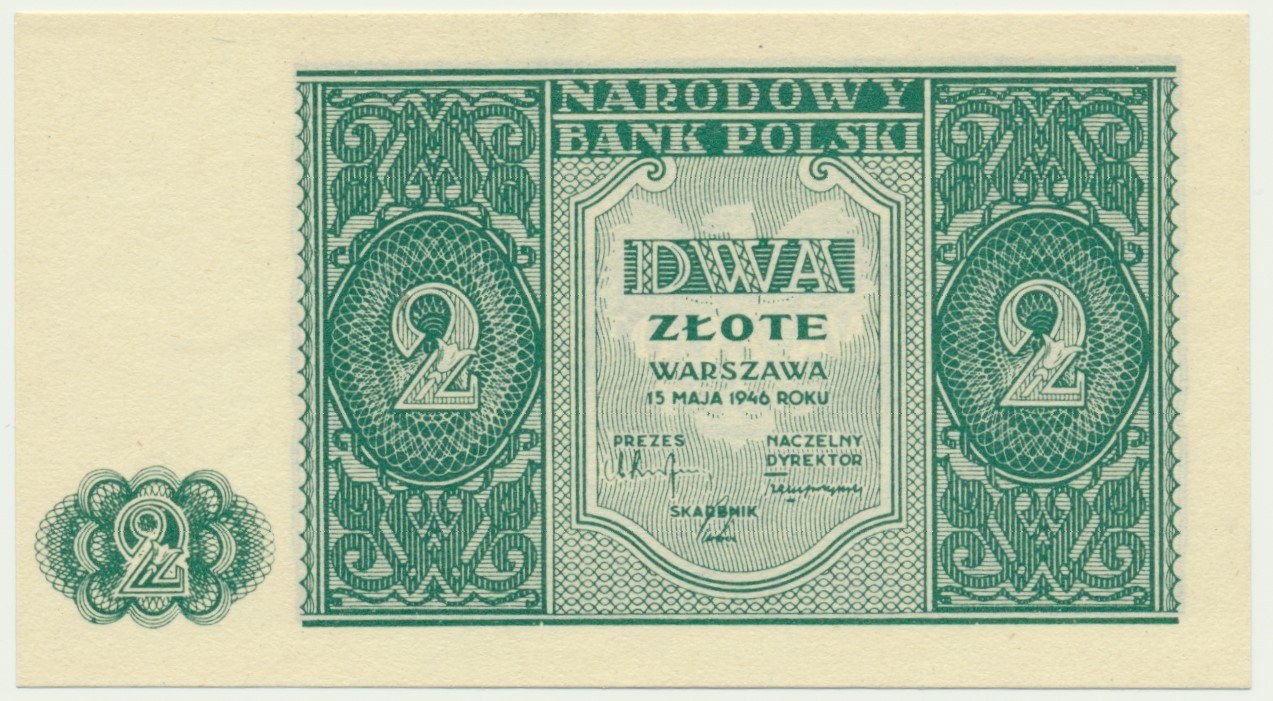 NARODOWY
BANK POLSKI
2
2
DWA
ZŁOTE
WARSZAWA
15 MAJA 1946 ROKU
PREZES
NACZELNY
DYREKTOR
SKARBNIK
2